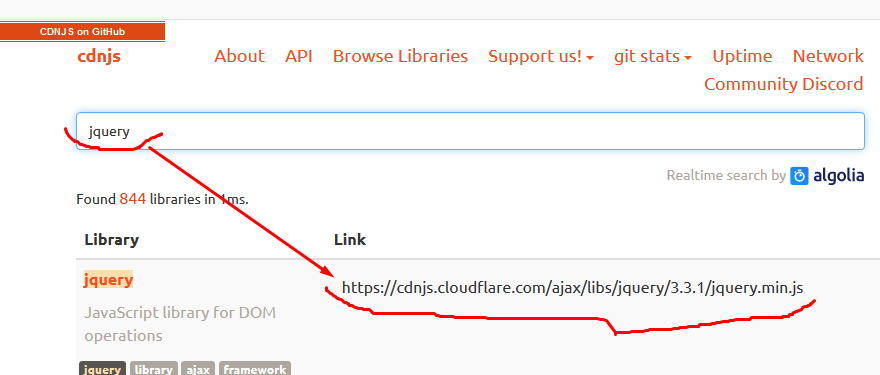 CDNJS on GitHub
cdnjs About API Browse Libraries Support us! git stats Uptime Network
Community Discord
jquery
Realtime search by algolia
Found 844 libraries in 1ms.
Library Link
jquery
https://cdnjs.cloudflare.com/ajax/libs/jquery/3.3.1/jquery.min.js
JavaScript library for DOM
operations
jquery library ajax framework